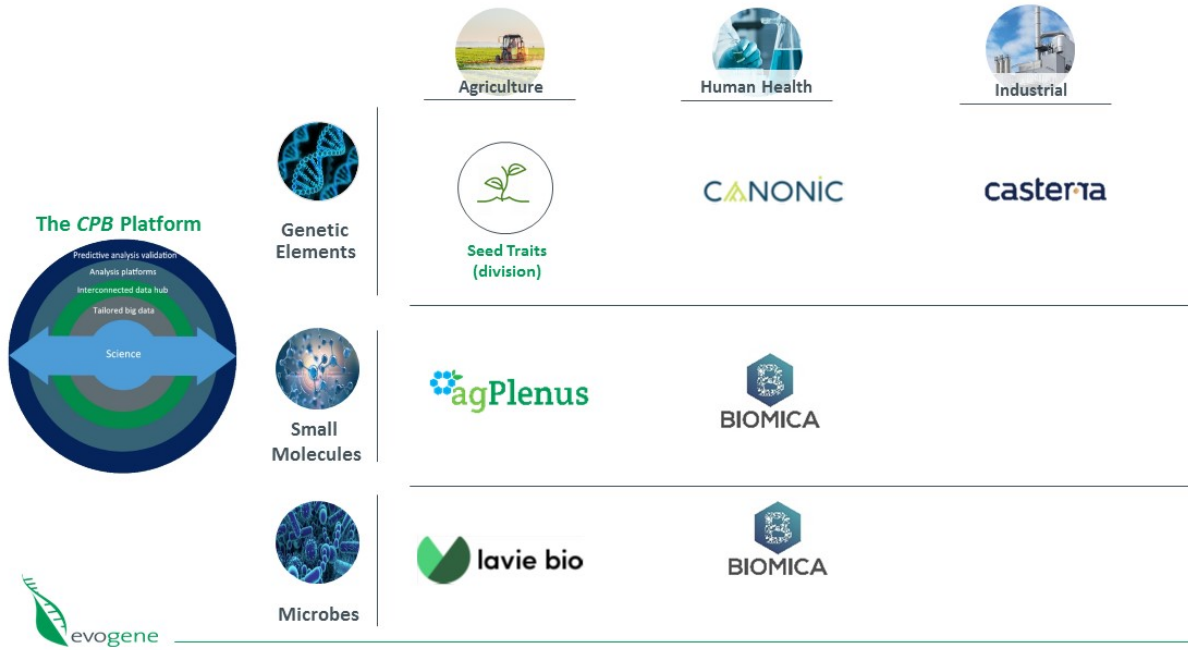 Agriculture
Human Health
Industrial
The CPB Platform
Predictive analysis validation
Analysis platforms
Interconnected data hub
Tailored big data
Science
Genetic
Elements
Seed Traits
(division)
CANONIC
casterra
Small
Molecules
agPlenus
BIOMICA
Microbes
lavie bio
BIOMICA
evogene